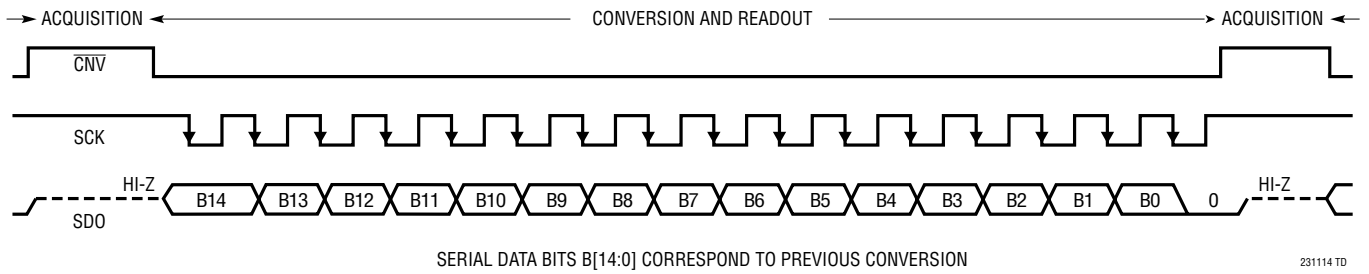 ACQUISITION CONVERSION AND READOUT ACQUISITION
CNV
SCK
HI-Z B14 B13 B12 B11 B10 B9 B8 B7 B6 B5 B4 B3 B2 B1 B0 0 HI-Z
SDO
SERIAL DATA BITS B[14:0] CORRESPOND TO PREVIOUS CONVERSION
231114 TD